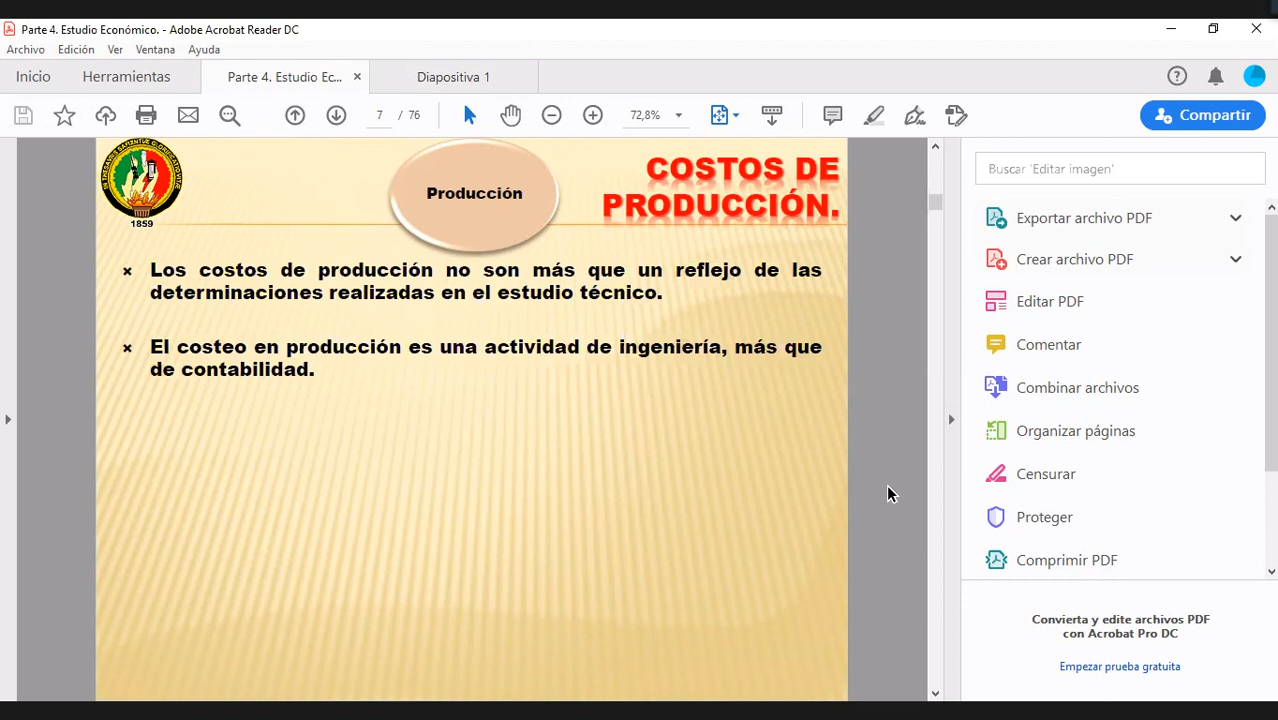 Parte 4. Estudio Económico. - Adobe Acrobat Reader DC
Archivo Edición Ver Ventana Ayuda
Inicio Herramientas Parte 4. Estudio Ec... × Diapositiva 1
7 / 76 72,8% Compartir
Producción
COSTOS DE
PRODUCCIÓN.
1859
Los costos de producción no son más que un reflejo de las
determinaciones realizadas en el estudio técnico.
El costeo en producción es una actividad de ingeniería, más que
de contabilidad.
Buscar 'Editar imagen'
Exportar archivo PDF
Crear archivo PDF
Editar PDF
Comentar
Combinar archivos
Organizar páginas
Censurar
Proteger
Comprimir PDF
Convierta y edite archivos PDF
con Acrobat Pro DC
Empezar prueba gratuita